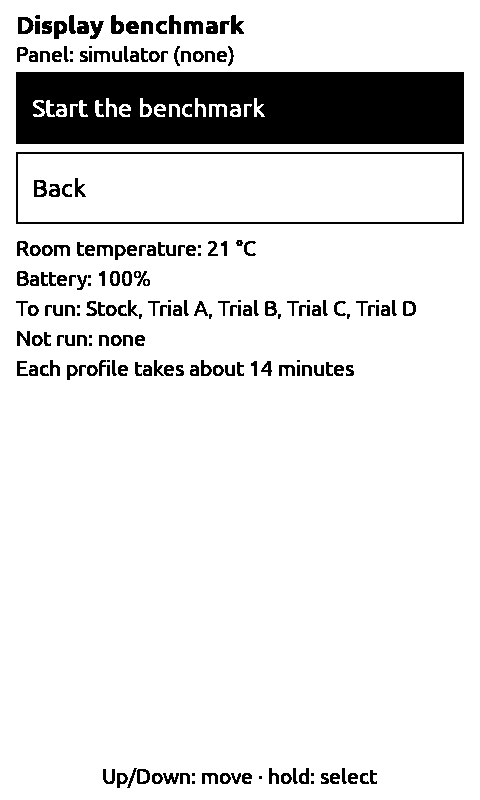 Display benchmark
Panel: simulator (none)
Start the benchmark
Back
Room temperature: 21 °C
Battery: 100%
To run: Stock, Trial A, Trial B, Trial C, Trial D
Not run: none
Each profile takes about 14 minutes
Up/Down: move · hold: select